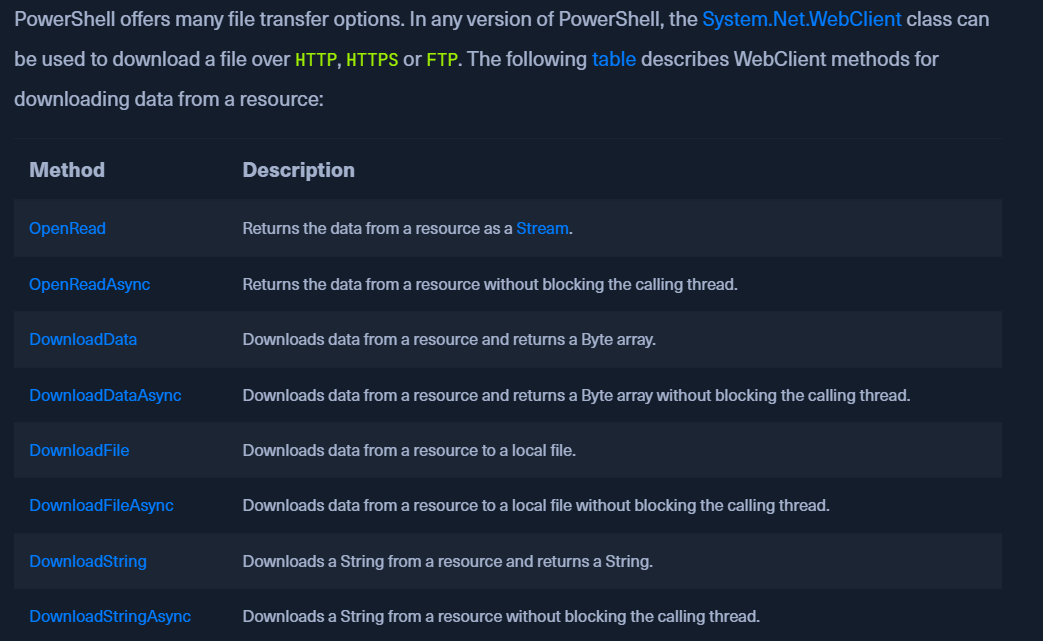 PowerShell offers many file transfer options. In any version of PowerShell, the System.Net.WebClient class can
be used to download a file over HTTP, HTTPS or FTP. The following table describes WebClient methods for
downloading data from a resource:
Method Description
OpenRead Returns the data from a resource as a Stream.
OpenReadAsync Returns the data from a resource without blocking the calling thread.
DownloadData Downloads data from a resource and returns a Byte array.
DownloadDataAsync Downloads data from a resource and returns a Byte array without blocking the calling thread.
DownloadFile Downloads data from a resource to a local file.
DownloadFileAsync Downloads data from a resource to a local file without blocking the calling thread.
DownloadString Downloads a String from a resource and returns a String.
DownloadStringAsync Downloads a String from a resource without blocking the calling thread.